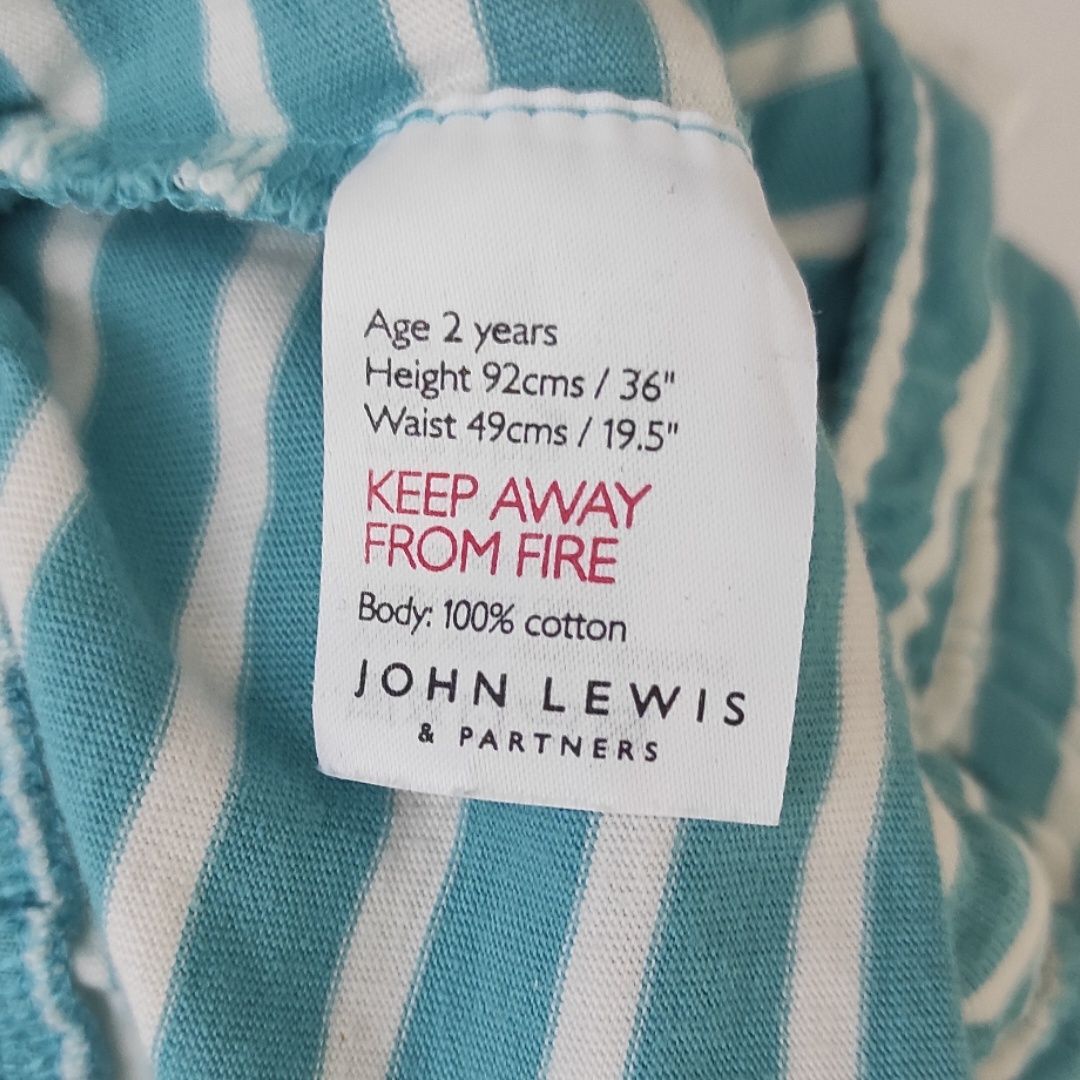 Age 2 years
Height 92cms / 36"
Waist 49cms / 19.5"
KEEP AWAY
FROM FIRE
Body: 100% cotton
JOHN LEWIS
& PARTNERS